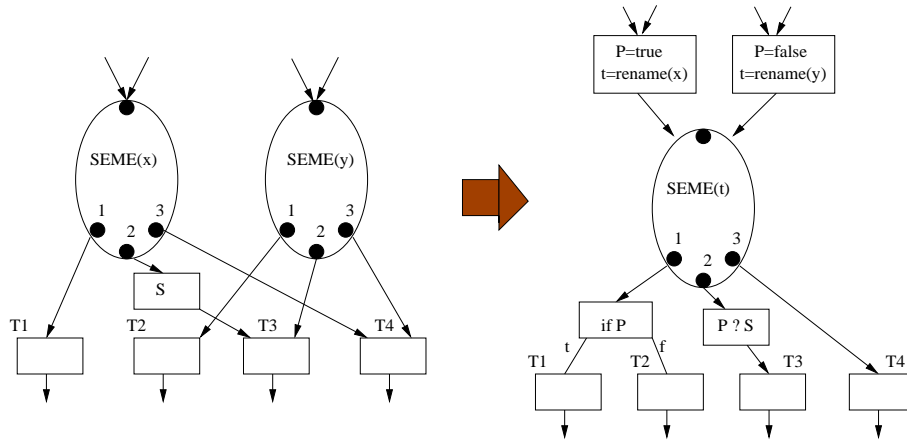 P=true
t=rename(x)
P=false
t=rename(y)
SEME(x)
SEME(y)
SEME(t)
1
2
3
1
2
3
1
2
3
S
if P
P ? S
t
f
T1
T2
T3
T4
T1
T2
T3
T4